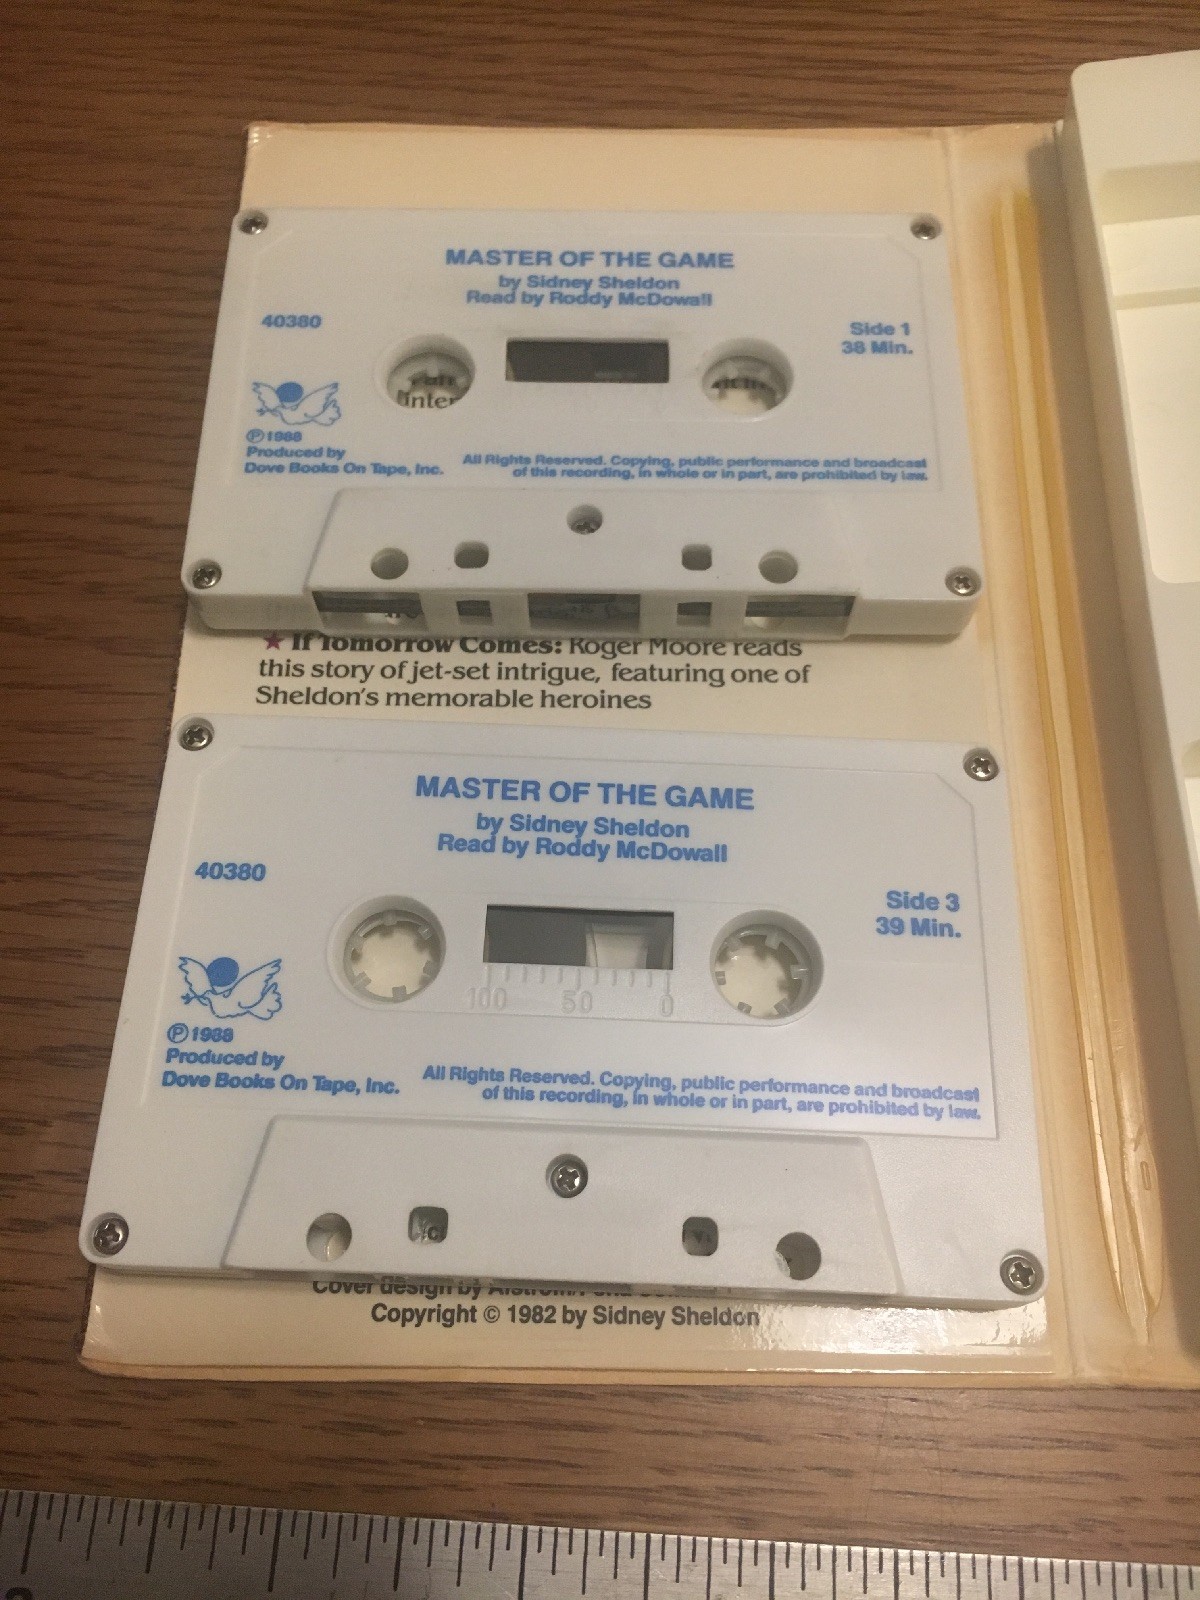 MASTER OF THE GAME
by Sidney Sheldon
Read by Roddy McDowall
40380
Side 1
38 Min.
℗1988
Produced by
Dove Books On Tape, Inc.
All Rights Reserved. Copying, public performance and broadcast
of this recording, in whole or in part, are prohibited by law.
★ If Tomorrow Comes: Roger Moore reads
this story of jet-set intrigue, featuring one of
Sheldon's memorable heroines
MASTER OF THE GAME
by Sidney Sheldon
Read by Roddy McDowall
40380
Side 3
39 Min.
100 50 0
℗1988
Produced by
Dove Books On Tape, Inc.
All Rights Reserved. Copying, public performance and broadcast
of this recording, in whole or in part, are prohibited by law.
Cover design by
Copyright © 1982 by Sidney Sheldon